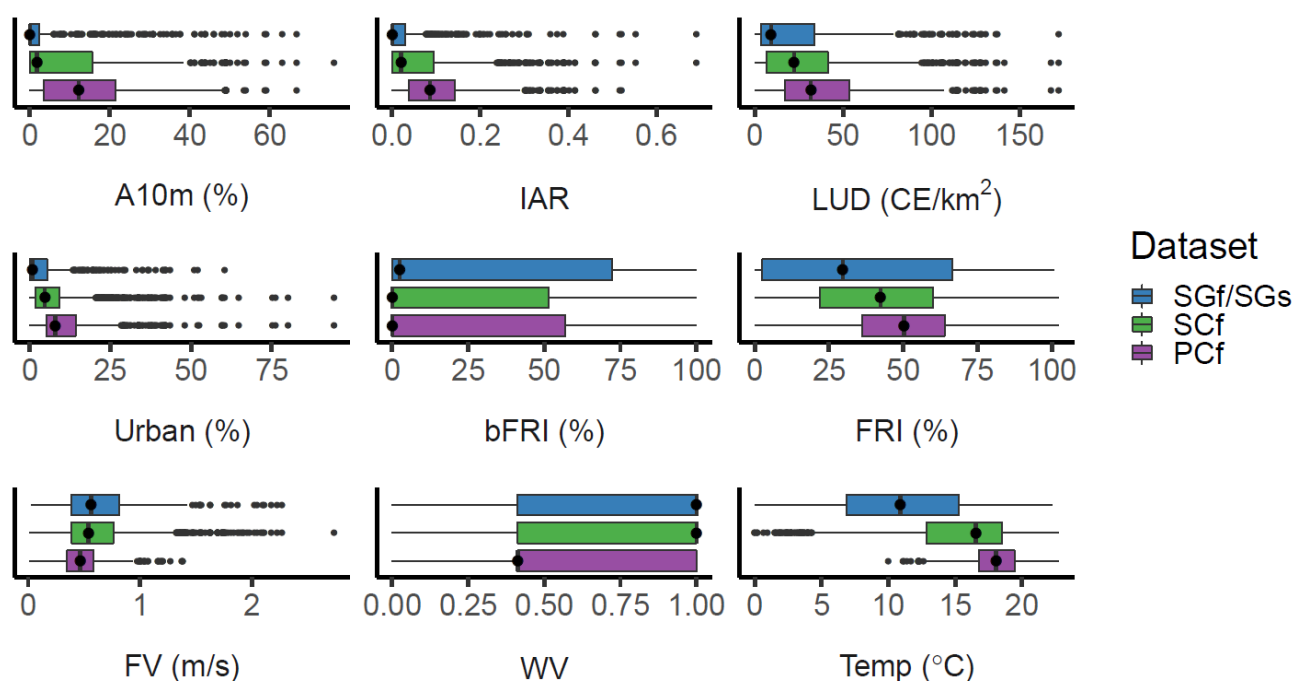 0 20 40 60
A10m (%)
0.0 0.2 0.4 0.6
IAR
0 50 100 150
LUD (CE/km²)
0 25 50 75
Urban (%)
0 25 50 75 100
bFRI (%)
0 25 50 75 100
FRI (%)
0 1 2
FV (m/s)
0.00 0.25 0.50 0.75 1.00
WV
0 5 10 15 20
Temp (°C)
Dataset
SGf/SGs
SCf
PCf